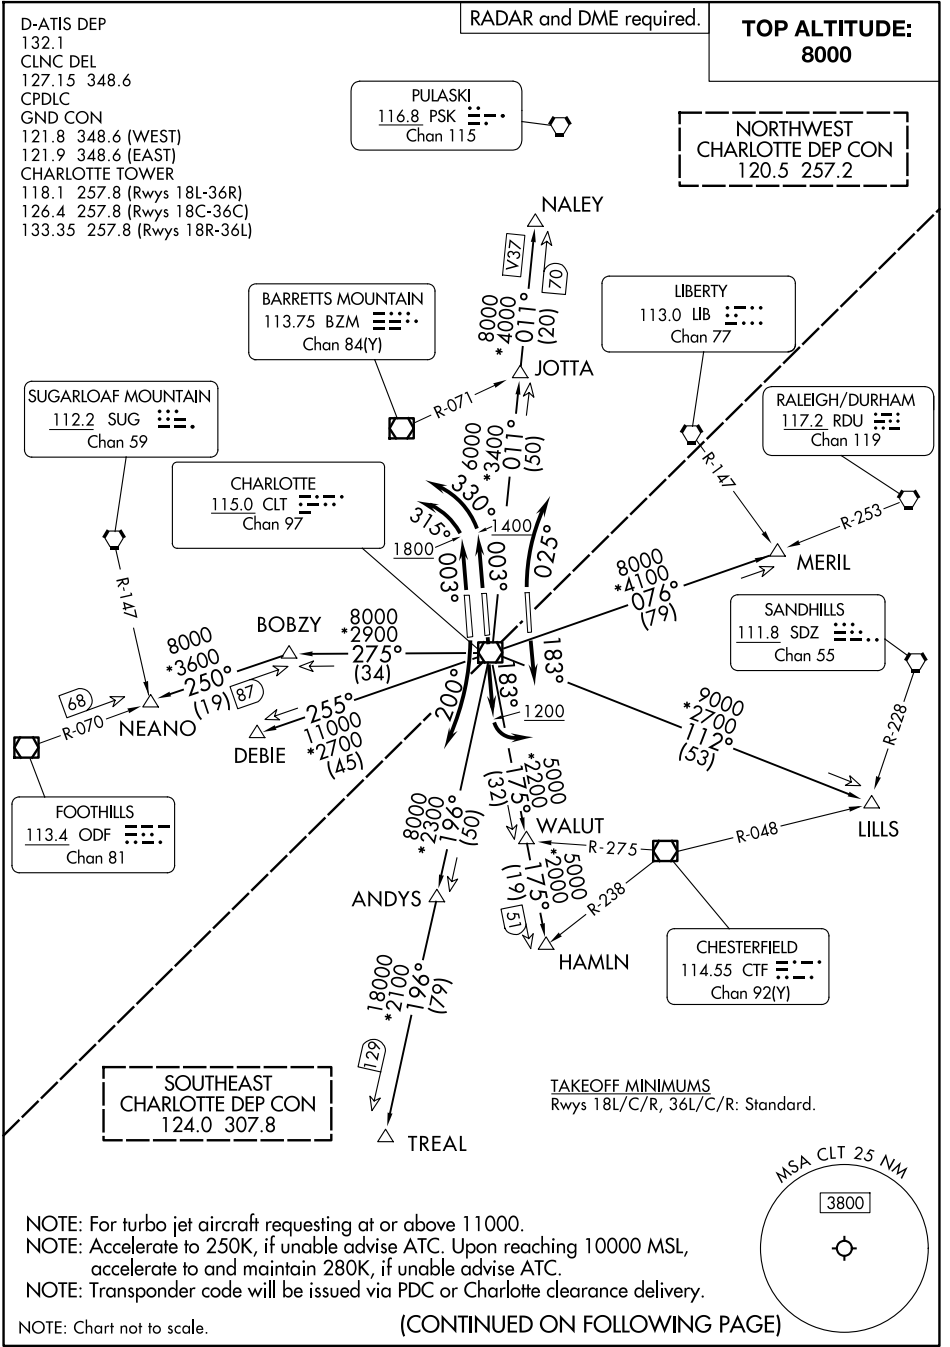 RADAR and DME required.
TOP ALTITUDE:
8000
D-ATIS DEP
132.1
CLNC DEL
127.15 348.6
CPDLC
GND CON
121.8 348.6 (WEST)
121.9 348.6 (EAST)
CHARLOTTE TOWER
118.1 257.8 (Rwys 18L-36R)
126.4 257.8 (Rwys 18C-36C)
133.35 257.8 (Rwys 18R-36L)
PULASKI
116.8 PSK
Chan 115
NORTHWEST
CHARLOTTE DEP CON
120.5 257.2
NALEY
V37
70
8000
*4000
011°
(20)
BARRETTS MOUNTAIN
113.75 BZM
Chan 84(Y)
LIBERTY
113.0 LIB
Chan 77
JOTTA
R-071
SUGARLOAF MOUNTAIN
112.2 SUG
Chan 59
RALEIGH/DURHAM
117.2 RDU
Chan 119
6000
*3400
011°
(50)
R-147
R-253
CHARLOTTE
115.0 CLT
Chan 97
330°
315°
1400
1800
003°
003°
025°
MERIL
8000
*4100
076°
(79)
R-147
SANDHILLS
111.8 SDZ
Chan 55
BOBZY
8000
*2900
275°
(34)
8000
*3600
250°
(19)
87
68
R-070
NEANO
DEBIE
255°
11000
*2700
(45)
200°
183°
183°
1200
9000
*2700
112°
(53)
R-228
LILLS
FOOTHILLS
113.4 ODF
Chan 81
5000
*2200
175°
(32)
WALUT
R-275
R-048
8000
*2300
196°
(50)
ANDYS
5000
*2000
175°
(19)
51
R-238
HAMLN
CHESTERFIELD
114.55 CTF
Chan 92(Y)
18000
*2100
196°
(79)
129
TREAL
SOUTHEAST
CHARLOTTE DEP CON
124.0 307.8
TAKEOFF MINIMUMS
Rwys 18L/C/R, 36L/C/R: Standard.
MSA CLT 25 NM
3800
NOTE: For turbo jet aircraft requesting at or above 11000.
NOTE: Accelerate to 250K, if unable advise ATC. Upon reaching 10000 MSL,
accelerate to and maintain 280K, if unable advise ATC.
NOTE: Transponder code will be issued via PDC or Charlotte clearance delivery.
NOTE: Chart not to scale.
(CONTINUED ON FOLLOWING PAGE)